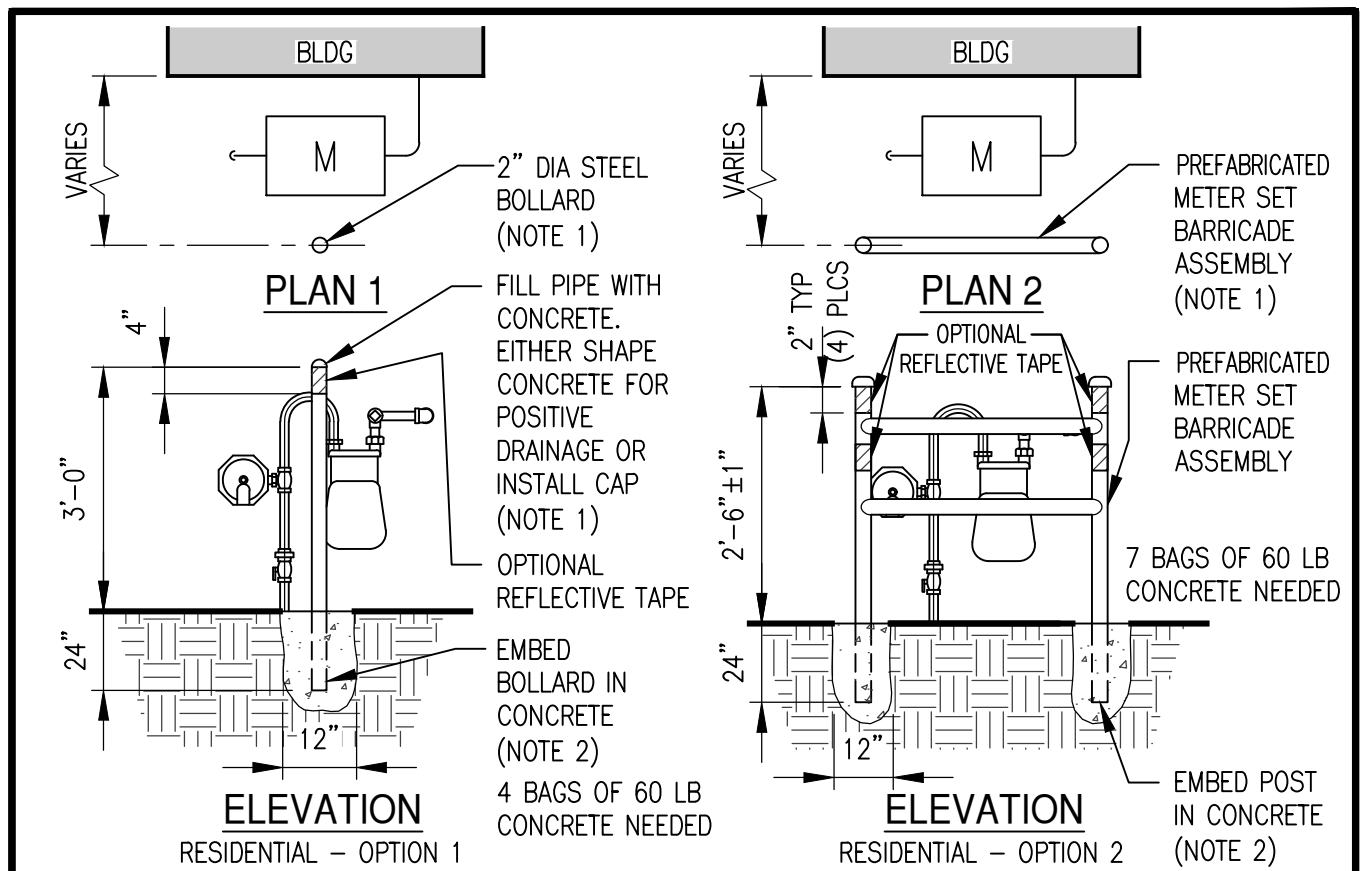 BLDG
VARIES
M
2" DIA STEEL
BOLLARD
(NOTE 1)
PLAN 1
4"
3'-0"
24"
12"
FILL PIPE WITH
CONCRETE.
EITHER SHAPE
CONCRETE FOR
POSITIVE
DRAINAGE OR
INSTALL CAP
(NOTE 1)
OPTIONAL
REFLECTIVE TAPE
EMBED
BOLLARD IN
CONCRETE
(NOTE 2)
4 BAGS OF 60 LB
CONCRETE NEEDED
ELEVATION
RESIDENTIAL – OPTION 1
BLDG
VARIES
M
PREFABRICATED
METER SET
BARRICADE
ASSEMBLY
(NOTE 1)
PLAN 2
2" TYP
(4) PLCS
OPTIONAL
REFLECTIVE TAPE
PREFABRICATED
METER SET
BARRICADE
ASSEMBLY
2'-6"±1"
24"
12"
7 BAGS OF 60 LB
CONCRETE NEEDED
EMBED POST
IN CONCRETE
(NOTE 2)
ELEVATION
RESIDENTIAL – OPTION 2